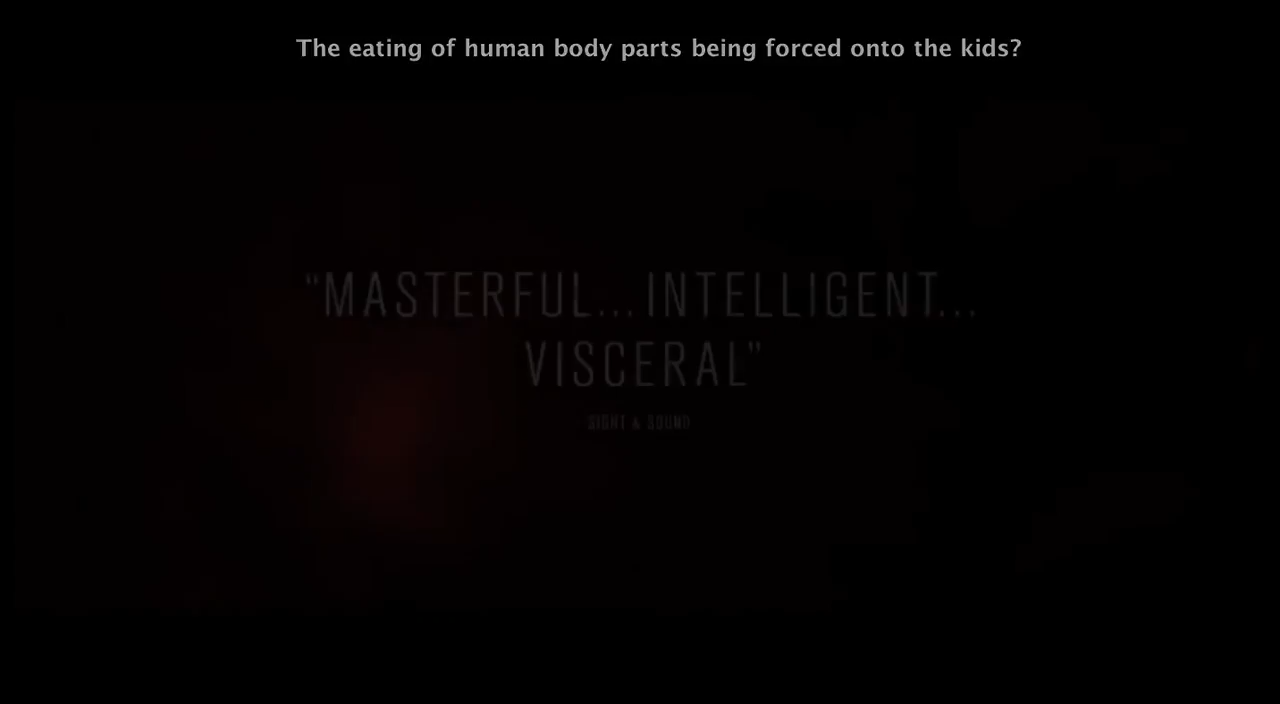 The eating of human body parts being forced onto the kids?
"MASTERFUL... INTELLIGENT...
VISCERAL"
SIGHT & SOUND